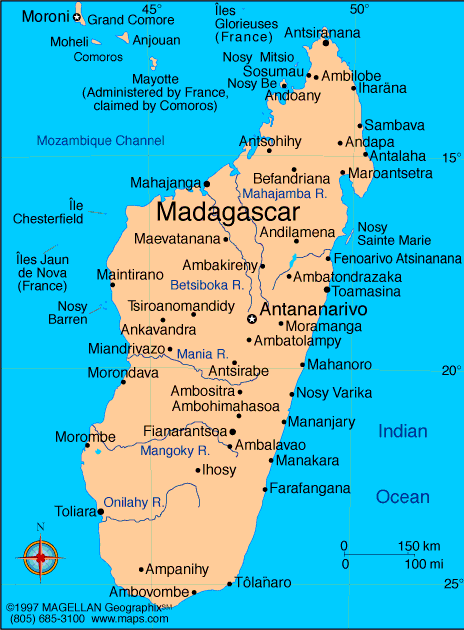 Moroni
Grand Comore
Moheli
Anjouan
Comoros
Mayotte
(Administered by France,
claimed by Comoros)
Îles
Glorieuses
(France)
50°
45°
Antsiranana
Nosy Mitsio
Sosumau
Nosy Be
Andoany
Ambilobe
Iharäna
Mozambique Channel
Sambava
Antsohihy
Andapa
Antalaha
15°
Befandriana
Maroantsetra
Mahajanga
Mahajamba R.
Île
Chesterfield
Madagascar
Andilamena
Nosy
Sainte Marie
Maevatanana
Îles Jaun
de Nova
(France)
Fenoarivo Atsinanana
Ambakireny
Maintirano
Ambatondrazaka
Betsiboka R.
Toamasina
Nosy
Barren
Tsiroanomandidy
Antananarivo
Ankavandra
Moramanga
Ambatolampy
Miandrivazo
Mania R.
Mahanoro
20°
Antsirabe
Morondava
Ambositra
Nosy Varika
Ambohimahasoa
Mananjary
Fianarantsoa
Indian
Ocean
Morombe
Ambalavao
Mangoky R.
Manakara
Ihosy
Farafangana
Onilahy R.
Toliara
N
0 150 km
0 100 mi
Ampanihy
Tôlañaro
25°
Ambovombe
©1997 MAGELLAN Geographix℠
(805) 685-3100 www.maps.com